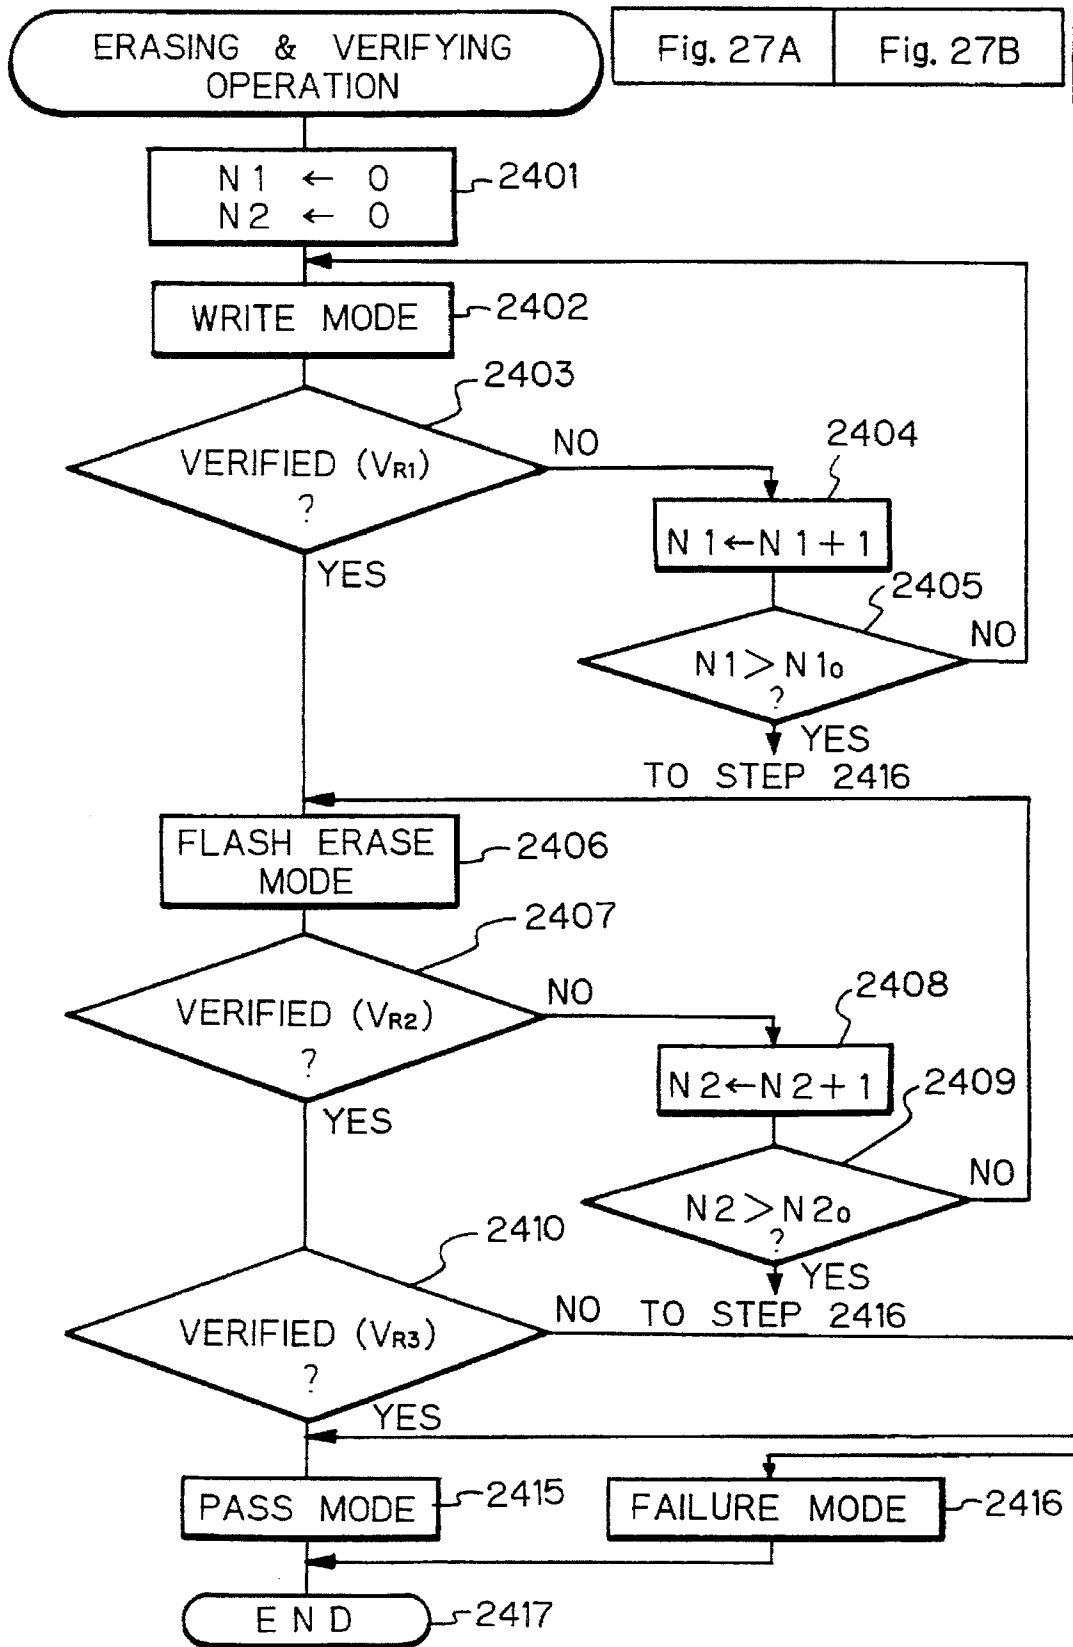 ERASING & VERIFYING
OPERATION
Fig. 27A
Fig. 27B
N1 ← 0
N2 ← 0
2401
WRITE MODE
2402
2403
VERIFIED (VR1)
?
NO
YES
2404
N1←N1+1
2405
N1>N1o
?
NO
YES
TO STEP 2416
FLASH ERASE
MODE
2406
2407
VERIFIED (VR2)
?
NO
YES
2408
N2←N2+1
2409
N2>N2o
?
NO
YES
TO STEP 2416
2410
VERIFIED (VR3)
?
NO
YES
PASS MODE
2415
FAILURE MODE
2416
END
2417